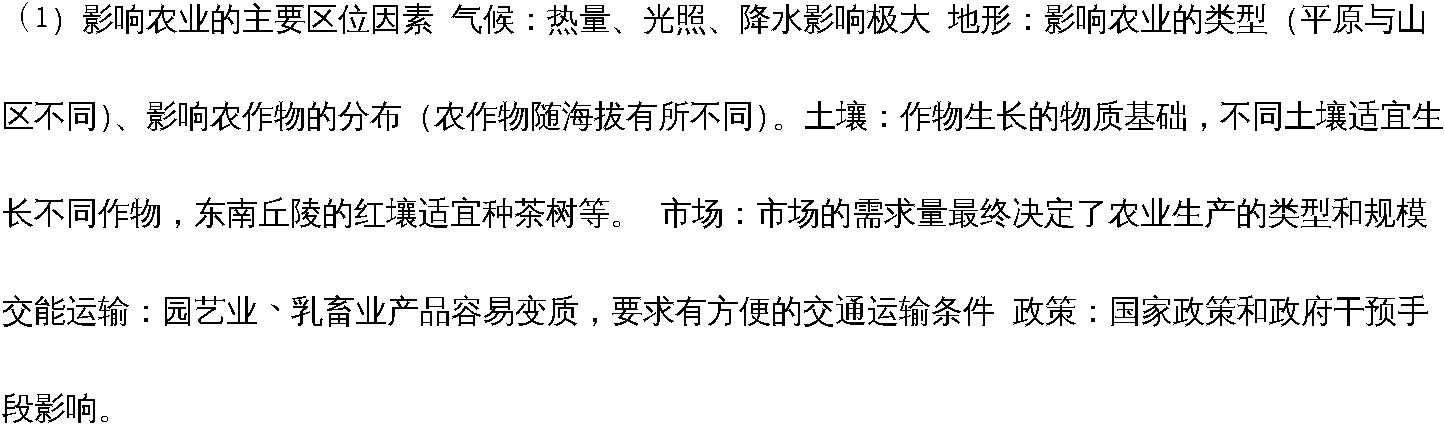 （1）影响农业的主要区位因素 气候：热量、光照、降水影响极大 地形：影响农业的类型（平原与山
区不同）、影响农作物的分布（农作物随海拔有所不同）。土壤：作物生长的物质基础，不同土壤适宜生
长不同作物，东南丘陵的红壤适宜种茶树等。 市场：市场的需求量最终决定了农业生产的类型和规模
交能运输：园艺业、乳畜业产品容易变质，要求有方便的交通运输条件 政策：国家政策和政府干预手
段影响。